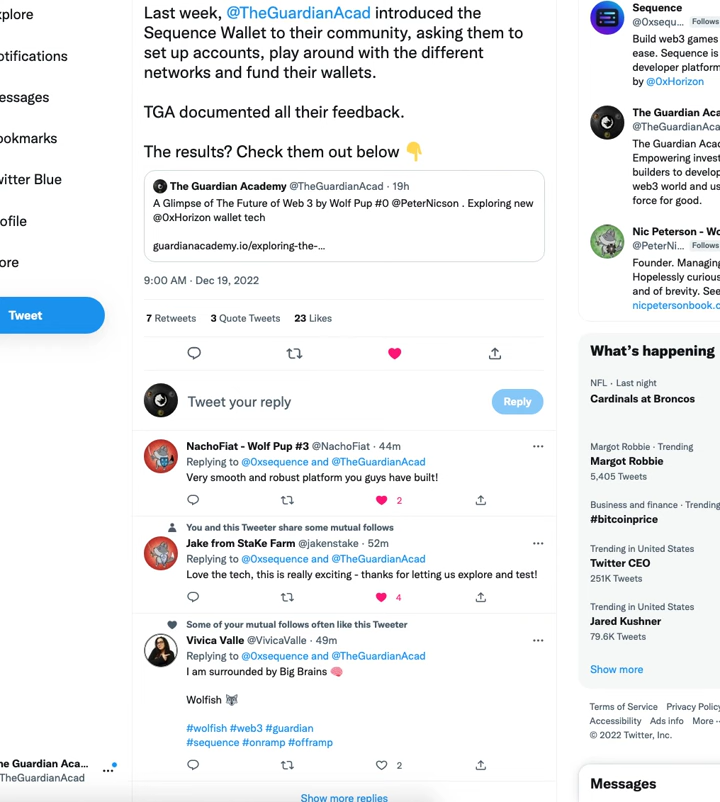 xplore
otifications
essages
ookmarks
witter Blue
ofile
ore
Tweet
he Guardian Aca...
TheGuardianAcad
Last week, @TheGuardianAcad introduced the
Sequence Wallet to their community, asking them to
set up accounts, play around with the different
networks and fund their wallets.
TGA documented all their feedback.
The results? Check them out below 👇
The Guardian Academy @TheGuardianAcad · 19h
A Glimpse of The Future of Web 3 by Wolf Pup #0 @PeterNicson . Exploring new
@0xHorizon wallet tech
guardianacademy.io/exploring-the-...
9:00 AM · Dec 19, 2022
7 Retweets 3 Quote Tweets 23 Likes
Tweet your reply
Reply
NachoFiat - Wolf Pup #3 @NachoFiat · 44m
Replying to @0xsequence and @TheGuardianAcad
Very smooth and robust platform you guys have built!
2
You and this Tweeter share some mutual follows
Jake from StaKe Farm @jakenstake · 52m
Replying to @0xsequence and @TheGuardianAcad
Love the tech, this is really exciting - thanks for letting us explore and test!
4
Some of your mutual follows often like this Tweeter
Vivica Valle @VivicaValle · 49m
Replying to @0xsequence and @TheGuardianAcad
I am surrounded by Big Brains 🧠
Wolfish 🐺
#wolfish #web3 #guardian
#sequence #onramp #offramp
2
Show more replies
Sequence
@0xsequ... Follows
Build web3 games
ease. Sequence is
developer platform
by @0xHorizon
The Guardian Aca
@TheGuardianAca
The Guardian Acad
Empowering invest
builders to develop
web3 world and us
force for good.
Nic Peterson - Wo
@PeterNi... Follows
Founder. Managing
Hopelessly curious
and of brevity. See
nicpetersonbook.c
What's happening
NFL · Last night
Cardinals at Broncos
Margot Robbie · Trending
Margot Robbie
5,405 Tweets
Business and finance · Trending
#bitcoinprice
Trending in United States
Twitter CEO
251K Tweets
Trending in United States
Jared Kushner
79.6K Tweets
Show more
Terms of Service Privacy Policy
Accessibility Ads info More ···
© 2022 Twitter, Inc.
Messages